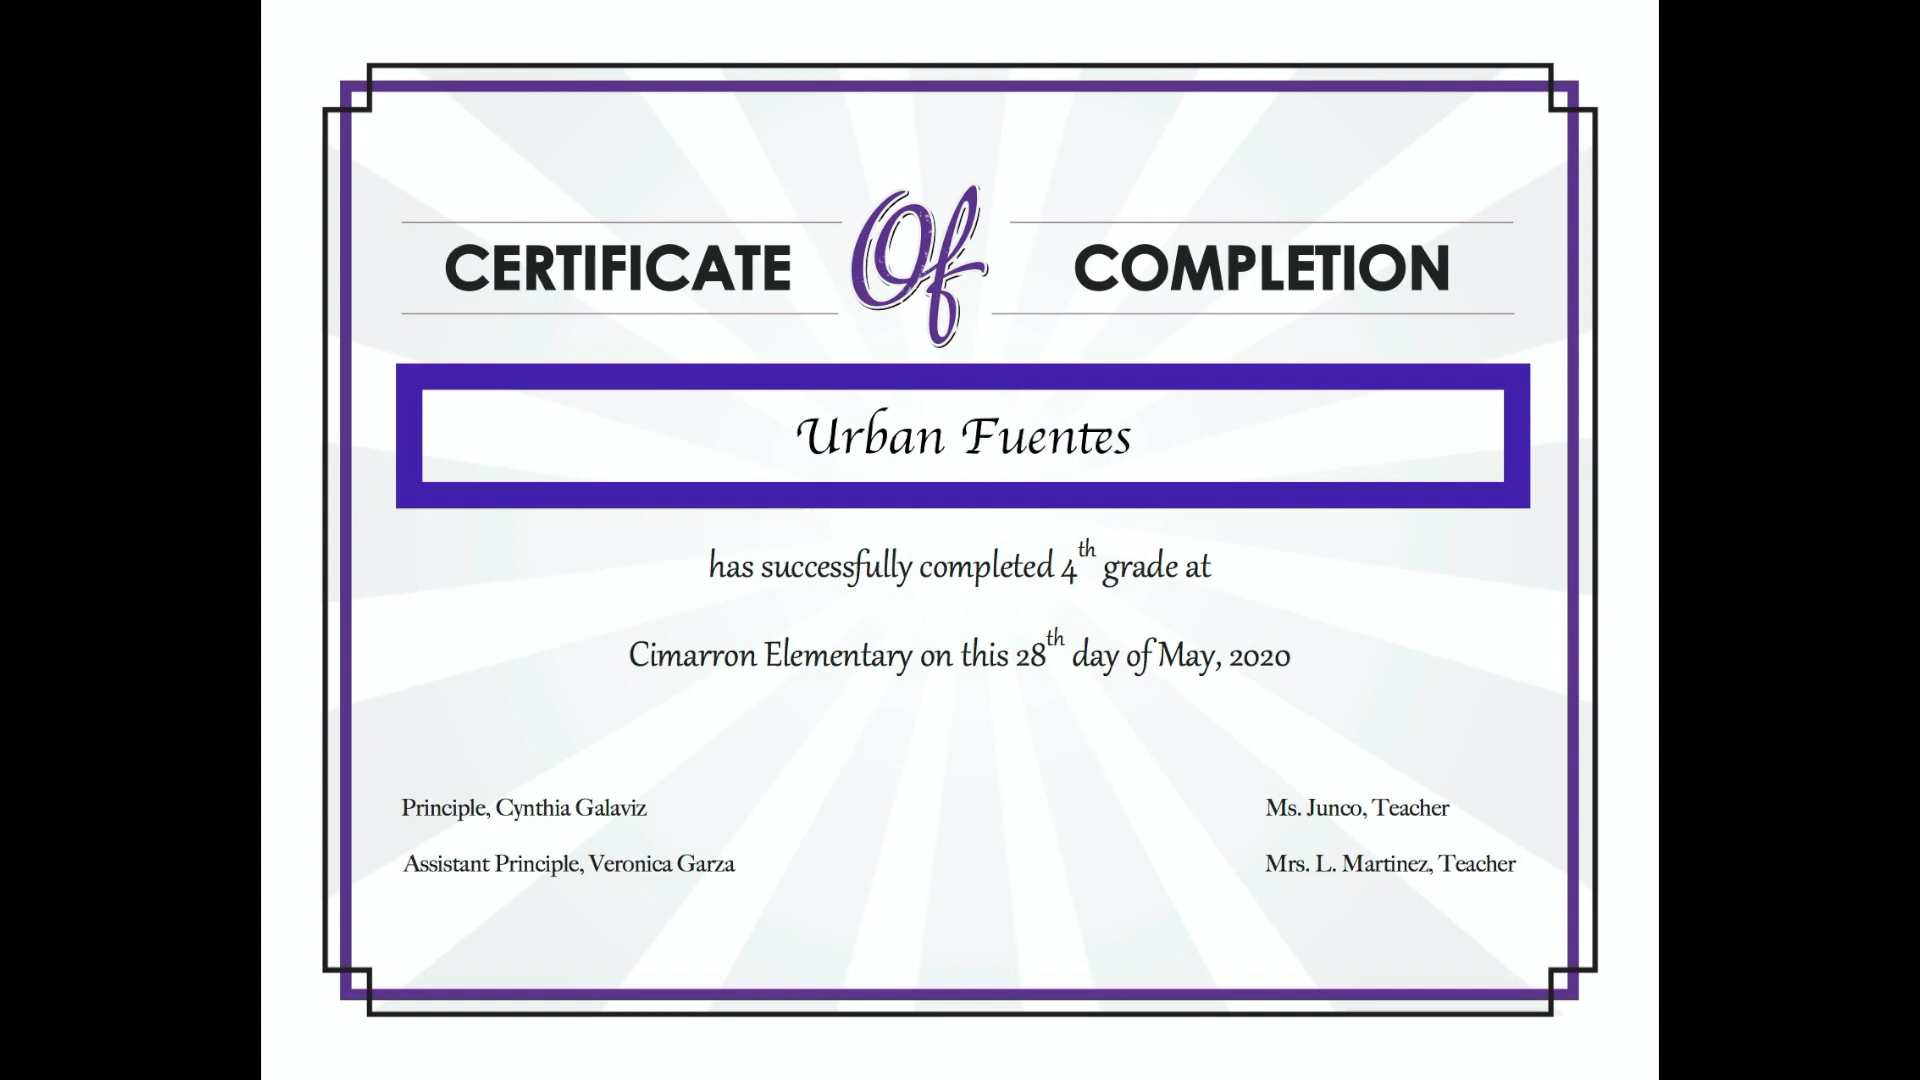 CERTIFICATE Of COMPLETION
Urban Fuentes
has successfully completed 4th grade at
Cimarron Elementary on this 28th day of May, 2020
Principle, Cynthia Galaviz
Ms. Junco, Teacher
Assistant Principle, Veronica Garza
Mrs. L. Martinez, Teacher